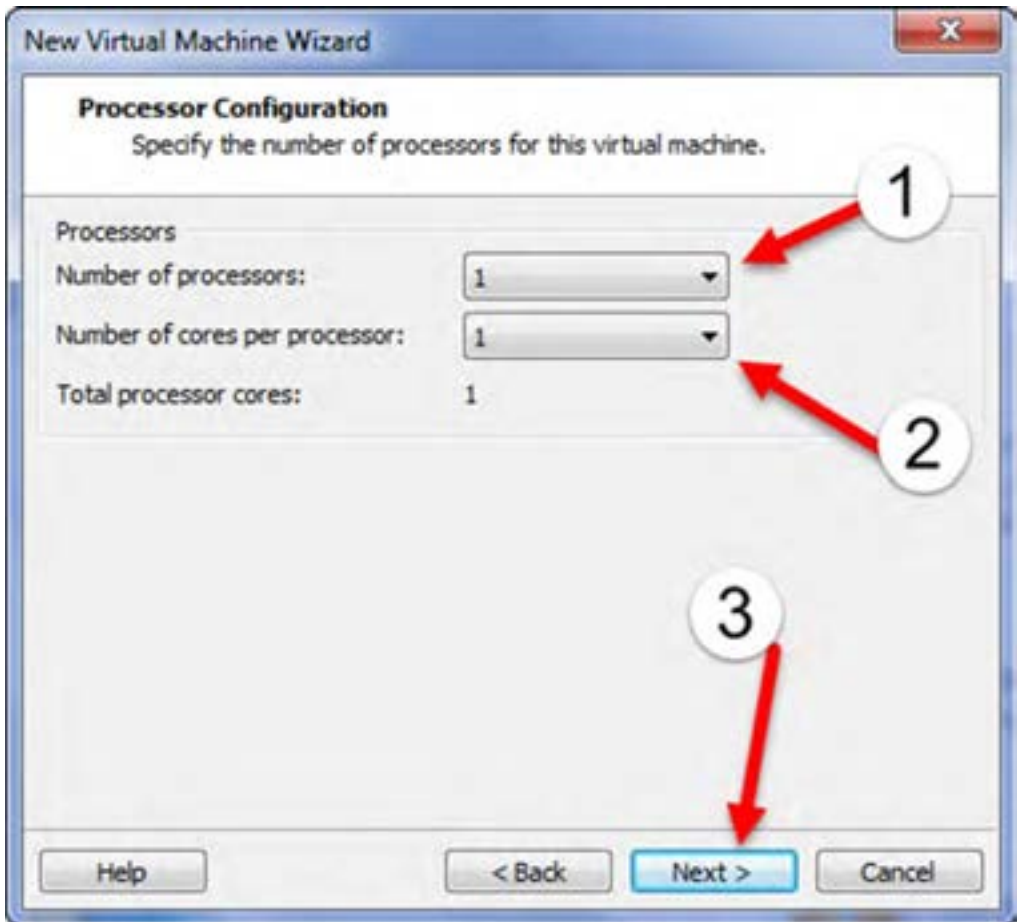 New Virtual Machine Wizard
Processor Configuration
Specify the number of processors for this virtual machine.
1
Processors
Number of processors: 1
Number of cores per processor: 1
Total processor cores: 1
2
3
Help < Back Next > Cancel